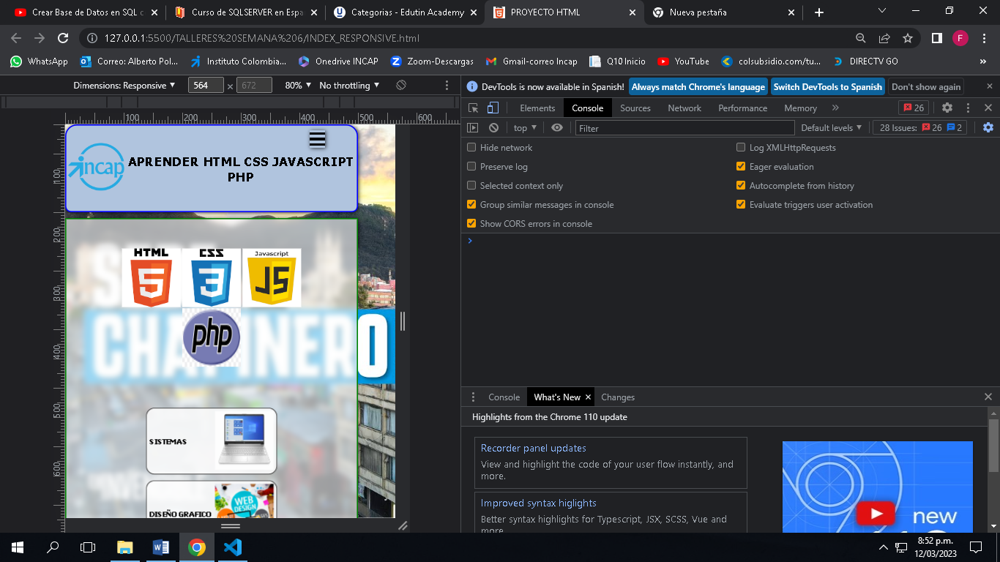 Crear Base de Datos en SQL c
Curso de SQLSERVER en Espa
Categorias - Edutin Academy
PROYECTO HTML
Nueva pestaña
127.0.0.1:5500/TALLERES%20SEMANA%206/INDEX_RESPONSIVE.html
F
WhatsApp
Correo: Alberto Pol...
Instituto Colombia...
Onedrive INCAP
Zoom-Descargas
Gmail-correo Incap
Q10 Inicio
YouTube
colsubsidio.com/tu...
DIRECTV GO
Dimensions: Responsive
564
672
80%
No throttling
DevTools is now available in Spanish!
Always match Chrome's language
Switch DevTools to Spanish
Don't show again
Elements
Console
Sources
Network
Performance
Memory
26
top
Filter
Default levels
28 Issues:
26
2
Hide network
Log XMLHttpRequests
Preserve log
Eager evaluation
Selected context only
Autocomplete from history
Group similar messages in console
Evaluate triggers user activation
Show CORS errors in console
100
200
300
400
500
600
100
200
300
400
500
600
incap
APRENDER HTML CSS JAVASCRIPT
PHP
HTML
5
CSS
3
Javascript
JS
php
CHAPINERO
SISTEMAS
WEB
DESIGN
DISEÑO GRAFICO
Console
What's New
Changes
Highlights from the Chrome 110 update
Recorder panel updates
View and highlight the code of your user flow instantly, and
more.
Improved syntax higlights
Better syntax highlights for Typescript, JSX, SCSS, Vue and
more
new
8:52 p.m.
12/03/2023